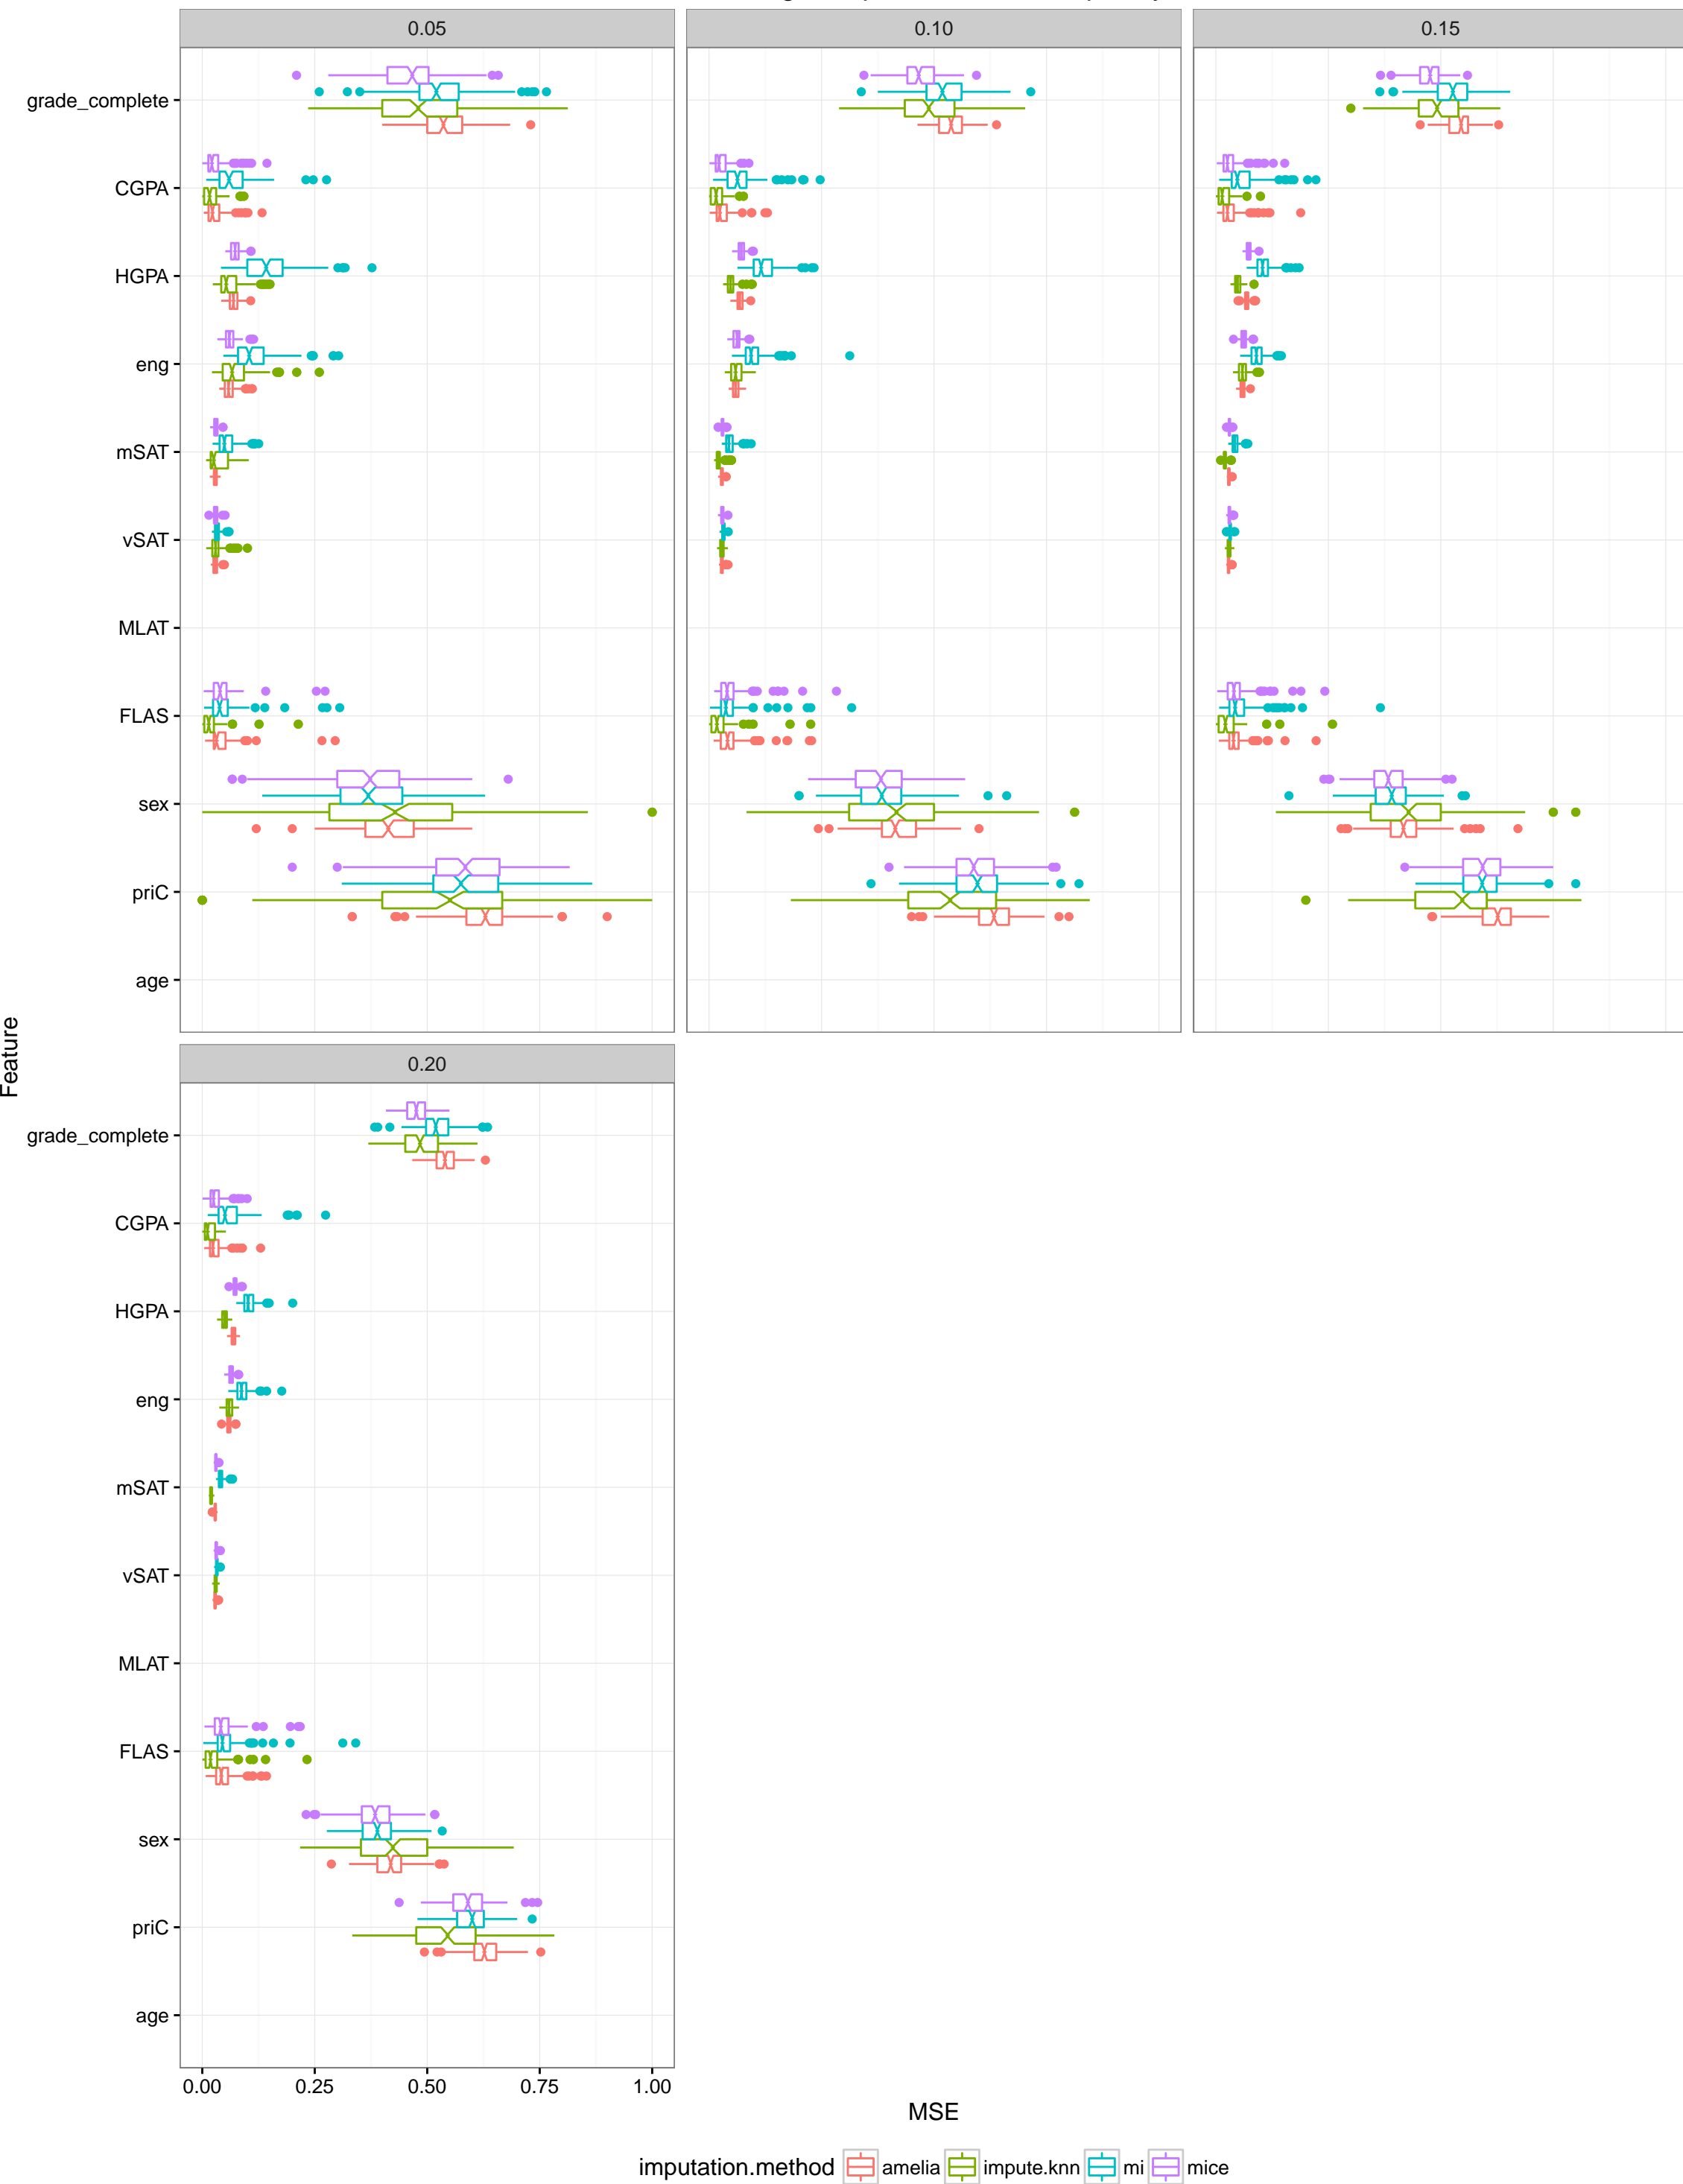 0.05
0.10
0.15
grade_complete
CGPA
HGPA
eng
mSAT
vSAT
MLAT
FLAS
sex
priC
age
Feature
0.20
grade_complete
CGPA
HGPA
eng
mSAT
vSAT
MLAT
FLAS
sex
priC
age
0.00 0.25 0.50 0.75 1.00
MSE
imputation.method amelia impute.knn mi mice